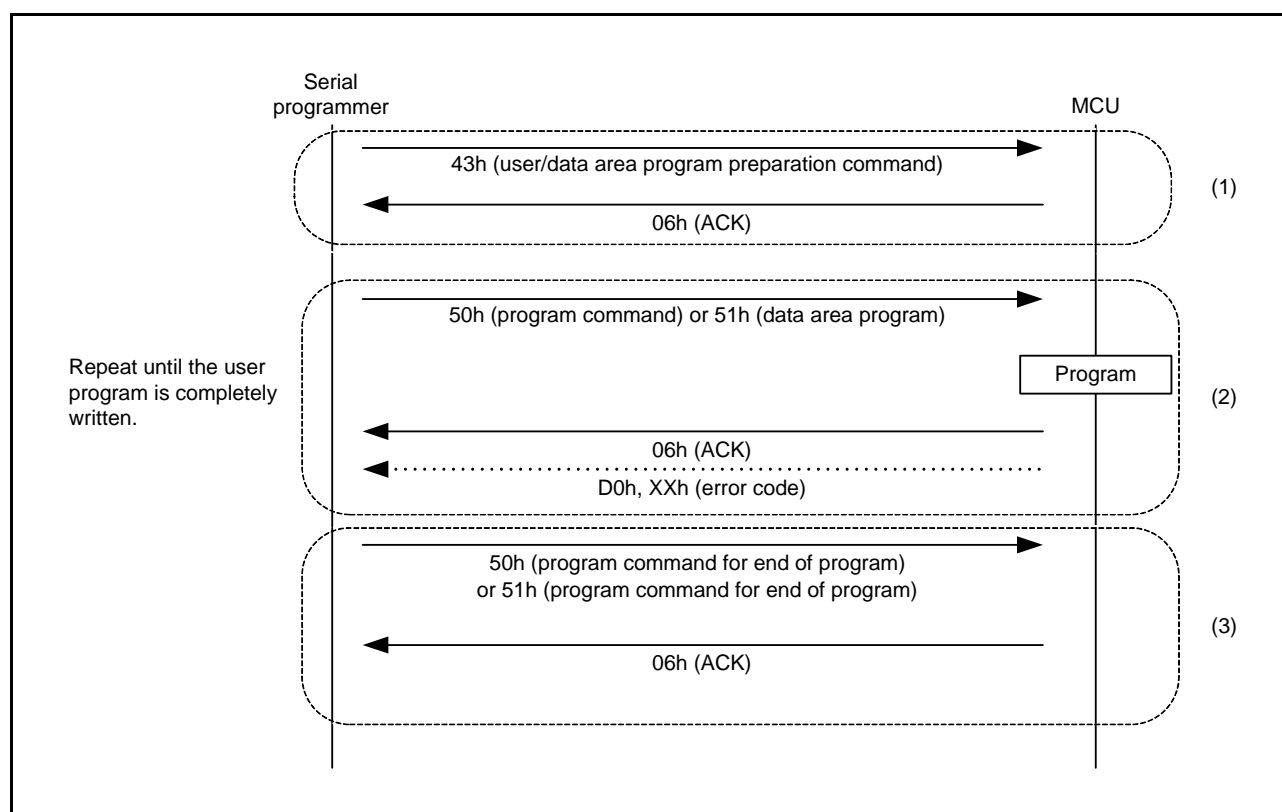 Serial
programmer
MCU
43h (user/data area program preparation command)
(1)
06h (ACK)
50h (program command) or 51h (data area program)
Repeat until the user
program is completely
written.
Program
(2)
06h (ACK)
D0h, XXh (error code)
50h (program command for end of program)
or 51h (program command for end of program)
(3)
06h (ACK)